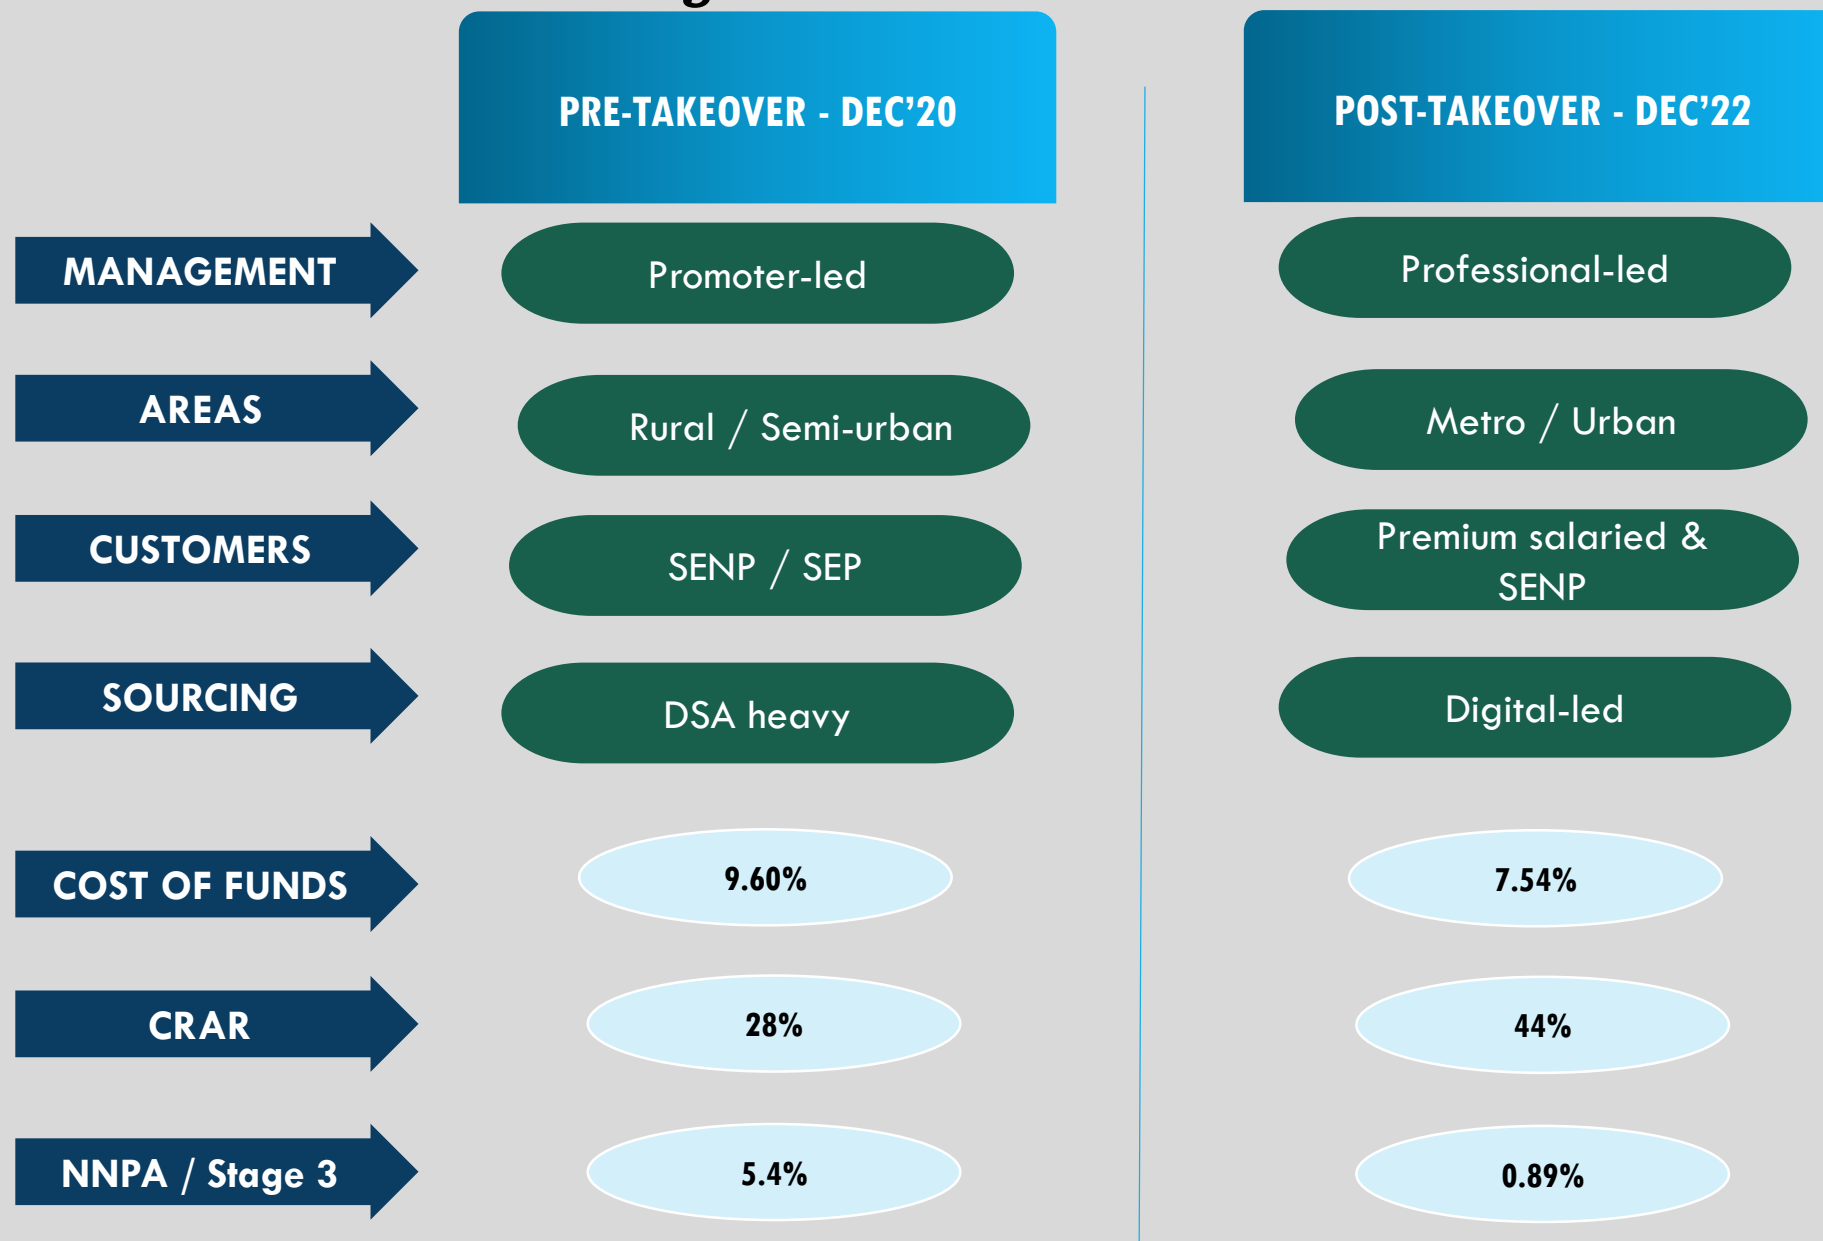 PRE-TAKEOVER - DEC’20
POST-TAKEOVER - DEC’22
MANAGEMENT
Promoter-led
Professional-led
AREAS
Rural / Semi-urban
Metro / Urban
CUSTOMERS
SENP / SEP
Premium salaried &
SENP
SOURCING
DSA heavy
Digital-led
COST OF FUNDS
9.60%
7.54%
CRAR
28%
44%
NNPA / Stage 3
5.4%
0.89%